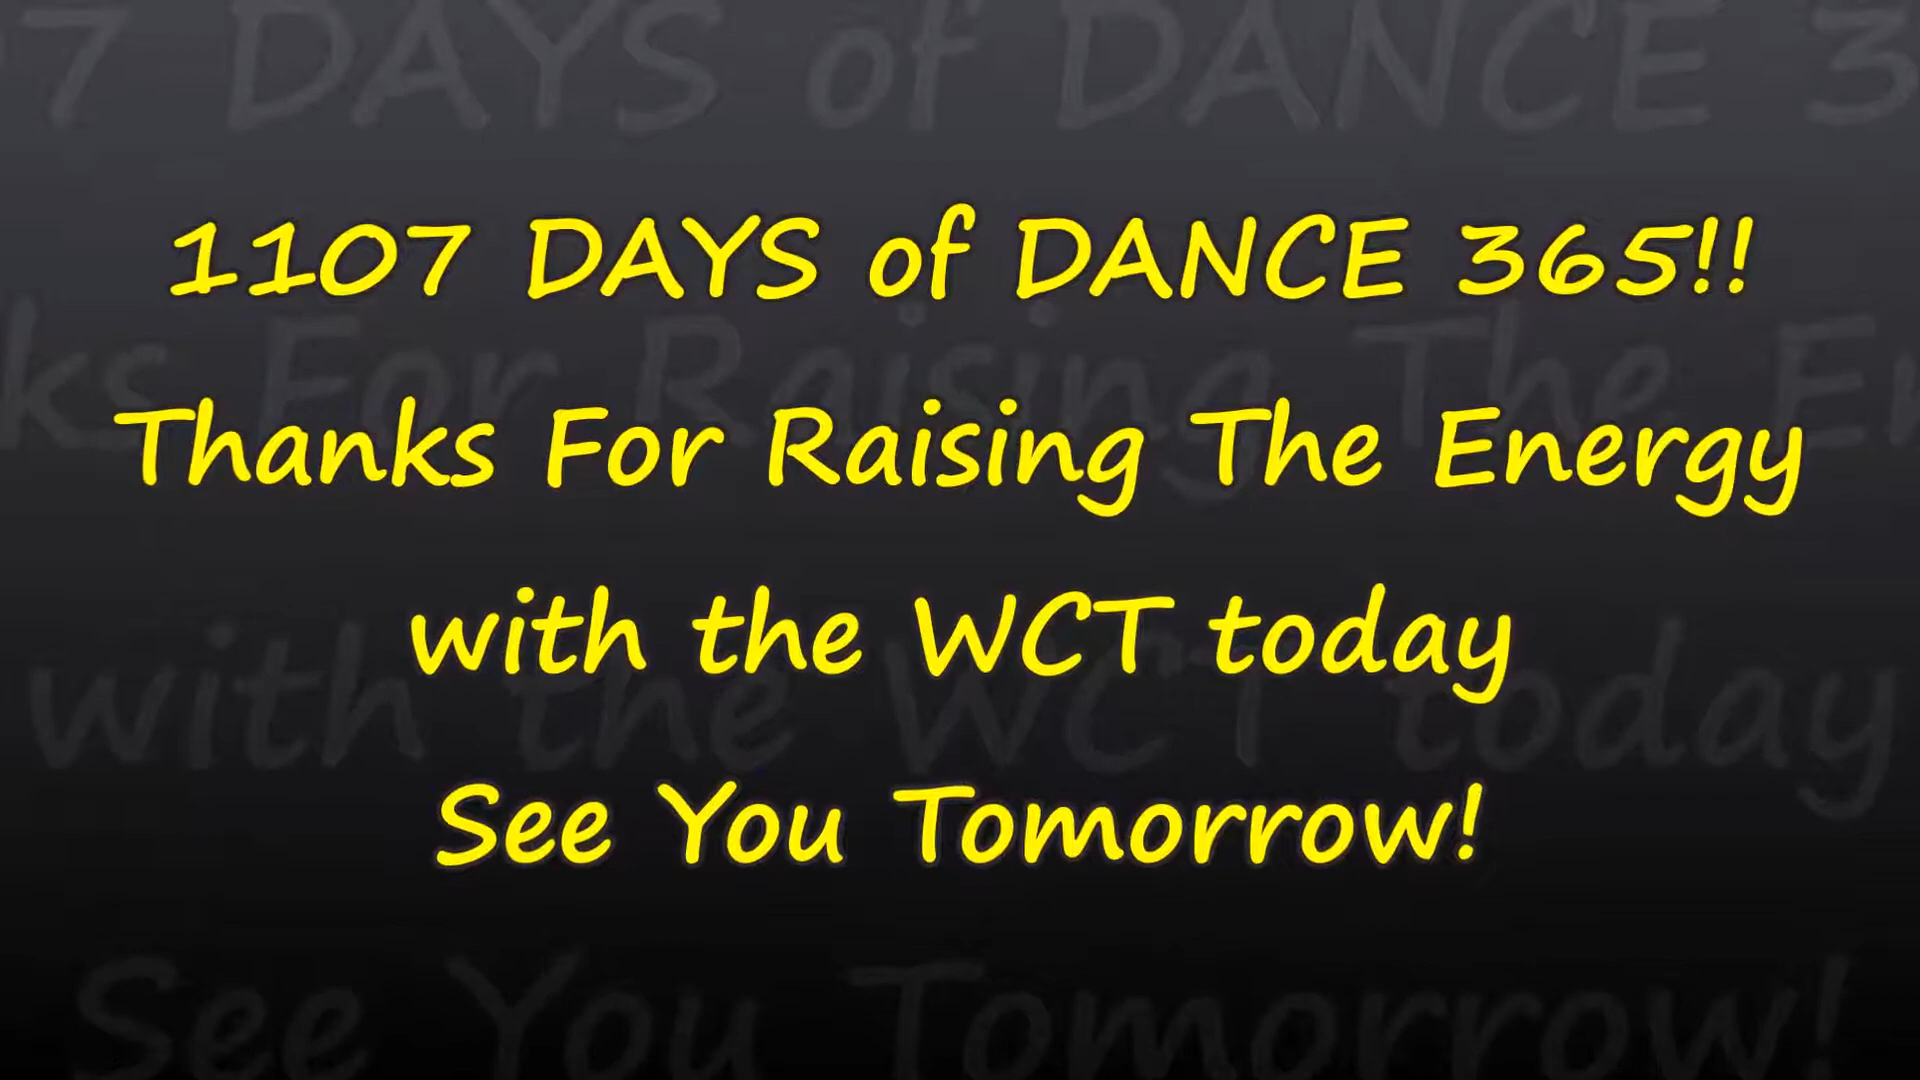 1107 DAYS of DANCE 365!!
Thanks For Raising The Energy
with the WCT today
See You Tomorrow!